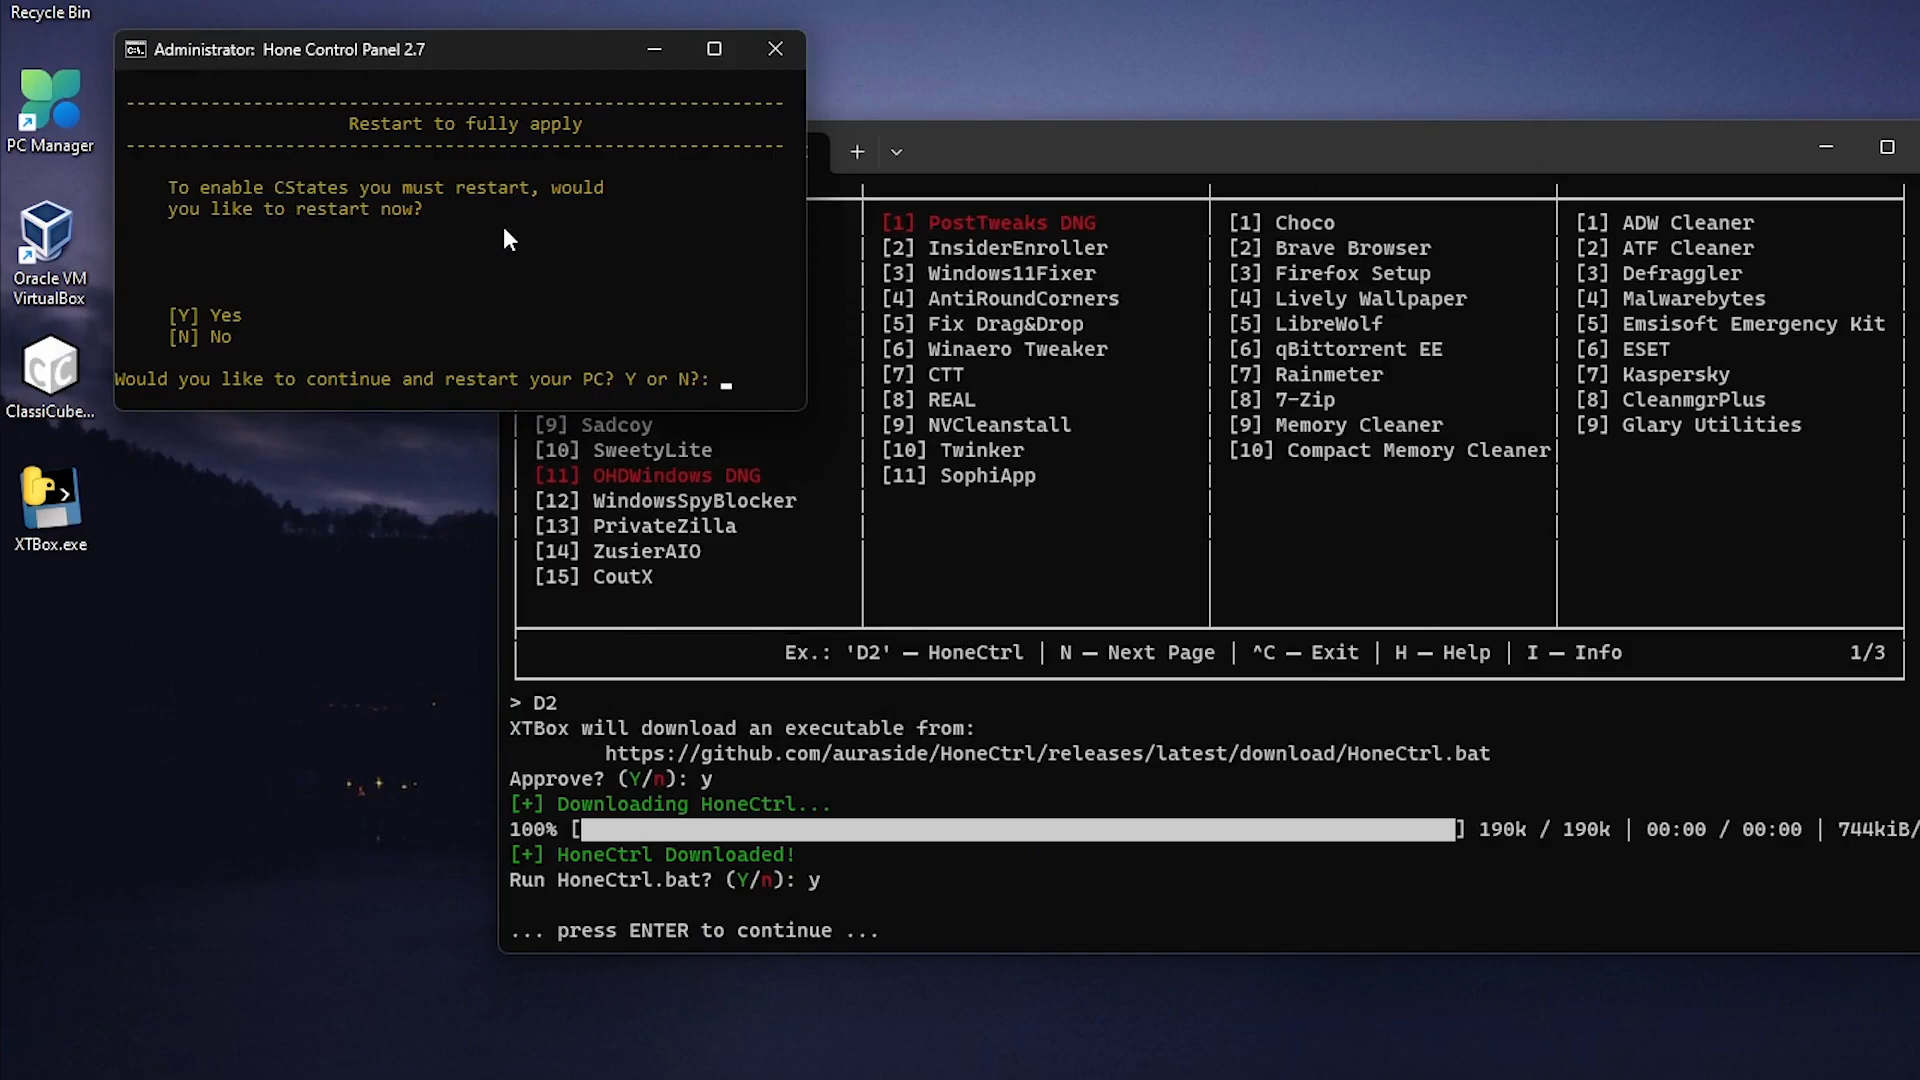 Recycle Bin
PC Manager
Oracle VM
VirtualBox
ClassiCube...
XTBox.exe
Administrator: Hone Control Panel 2.7
--------------------------------------------------------------
Restart to fully apply
--------------------------------------------------------------
To enable CStates you must restart, would
you like to restart now?
[Y] Yes
[N] No
Would you like to continue and restart your PC? Y or N?: _
[9] Sadcoy
[10] SweetyLite
[11] OHDWindows DNG
[12] WindowsSpyBlocker
[13] PrivateZilla
[14] ZusierAIO
[15] CoutX
[1] PostTweaks DNG
[2] InsiderEnroller
[3] Windows11Fixer
[4] AntiRoundCorners
[5] Fix Drag&Drop
[6] Winaero Tweaker
[7] CTT
[8] REAL
[9] NVCleanstall
[10] Twinker
[11] SophiApp
[1] Choco
[2] Brave Browser
[3] Firefox Setup
[4] Lively Wallpaper
[5] LibreWolf
[6] qBittorrent EE
[7] Rainmeter
[8] 7-Zip
[9] Memory Cleaner
[10] Compact Memory Cleaner
[1] ADW Cleaner
[2] ATF Cleaner
[3] Defraggler
[4] Malwarebytes
[5] Emsisoft Emergency Kit
[6] ESET
[7] Kaspersky
[8] CleanmgrPlus
[9] Glary Utilities
Ex.: 'D2' — HoneCtrl | N — Next Page | ^C — Exit | H — Help | I — Info 1/3
> D2
XTBox will download an executable from:
https://github.com/auraside/HoneCtrl/releases/latest/download/HoneCtrl.bat
Approve? (Y/n): y
[+] Downloading HoneCtrl...
100% [ ] 190k / 190k | 00:00 / 00:00 | 744kiB/
[+] HoneCtrl Downloaded!
Run HoneCtrl.bat? (Y/n): y
... press ENTER to continue ...